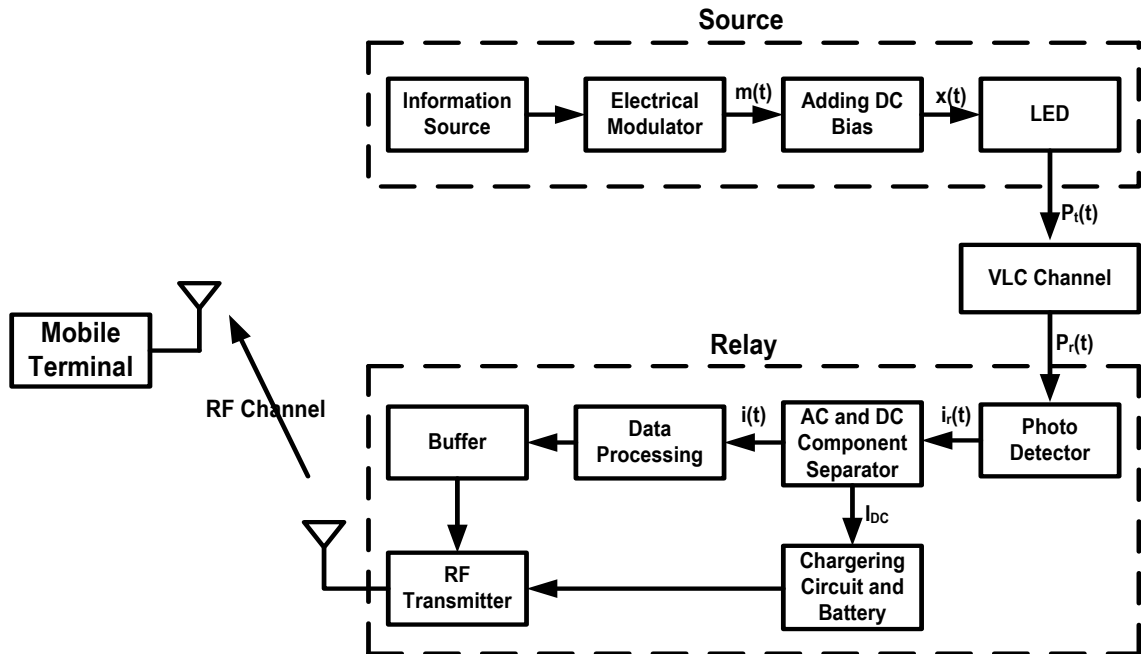 Source
Information
Source
Electrical
Modulator
m(t)
Adding DC
Bias
x(t)
LED
Pt(t)
VLC Channel
Pr(t)
Mobile
Terminal
RF Channel
Relay
Buffer
Data
Processing
i(t)
AC and DC
Component
Separator
ir(t)
Photo
Detector
IDC
RF
Transmitter
Chargering
Circuit and
Battery